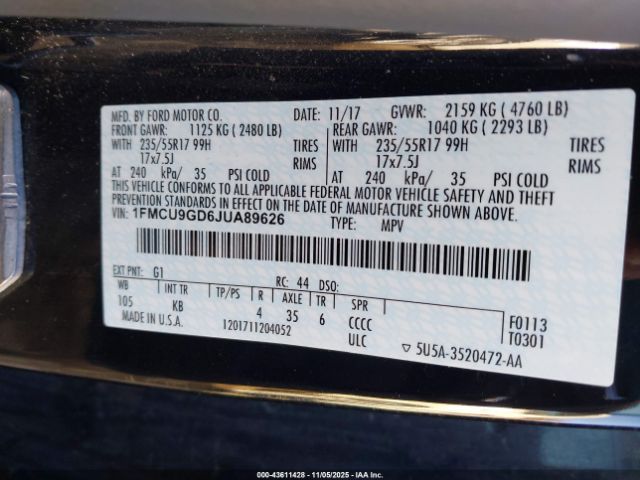 MFD. BY FORD MOTOR CO. DATE: 11/17 GVWR: 2159 KG ( 4760 LB)
FRONT GAWR: 1125 KG ( 2480 LB) REAR GAWR: 1040 KG ( 2293 LB)
WITH 235/55R17 99H TIRES WITH 235/55R17 99H TIRES
17x7.5J RIMS 17x7.5J RIMS
AT 240 kPa/ 35 PSI COLD AT 240 kPa/ 35 PSI COLD
THIS VEHICLE CONFORMS TO ALL APPLICABLE FEDERAL MOTOR VEHICLE SAFETY AND THEFT
PREVENTION STANDARDS IN EFFECT ON THE DATE OF MANUFACTURE SHOWN ABOVE.
VIN: 1FMCU9GD6JUA89626 TYPE: MPV
EXT PNT: G1 RC: 44 DSO:
WB INT TR TP/PS R AXLE TR SPR
105 KB 4 35 6 CCCC F0113
MADE IN U.S.A. 1201711204052 ULC T0301
▽ 5U5A-3520472-AA
000-43611428 - 11/05/2025 - IAA Inc.